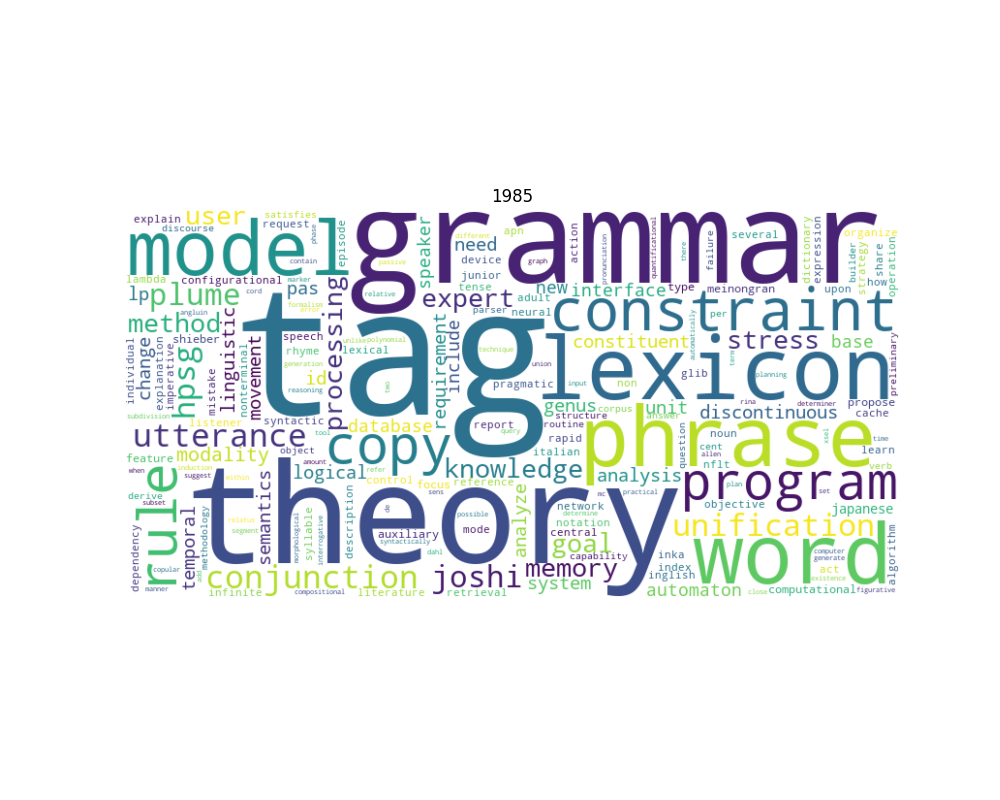 1985
explain
user
satisfies
discourse
request
phase
episode
model
contain
grammar
speaker
different
apn
need
device
action
pronunciation
quantificational
there
failure
several
dictionary
expression
organize
strategy
builder
share
how
operation
lambda
configurational
marker
lp
plume
cord
pas
formalism
error
passive
relative
junior
tense
expert
adult
new
interface
type
meinongran
upon
angluin
method
shieber
linguistic
movement
speech
rhyme
unlike
polynomial
lexical
processing
parser
neural
constraint
automatically
per
constituent
stress
base
preliminary
individual
change
explanation
imperative
hpsg
mistake
nonterminal
generation
reasoning
id
tag
requirement
include
technique
union
pragmatic
input
non
lexicon
glib
term
planning
propose
cache
rina
determiner
subdivision
listener
syntactic
tool
database
report
query
structure
routine
genus
corpus
unit
answer
discontinuous
noun
utterance
object
copy
rapid
italian
phrase
question
cent
allen
xsel
time
learn
verb
feature
modality
when
suggest
induction
within
amount
logical
refer
control
focus
knowledge
reference
sens
mc
practical
analysis
nflt
plan
set
program
objective
japanese
derive
subset
rule
methodology
temporal
relatus
segment
semantics
theory
morphological
syllable
interrogative
description
de
possible
syntactically
auxiliary
dahl
mode
analyze
network
determine
notation
central
goal
capability
unification
word
algorithm
dependency
copular
manner
add
conjunction
infinite
compositional
literature
joshi
retrieval
memory
system
inka
index
inglish
automaton
close
computer
generate
act
existence
computational
figurative
two
graph